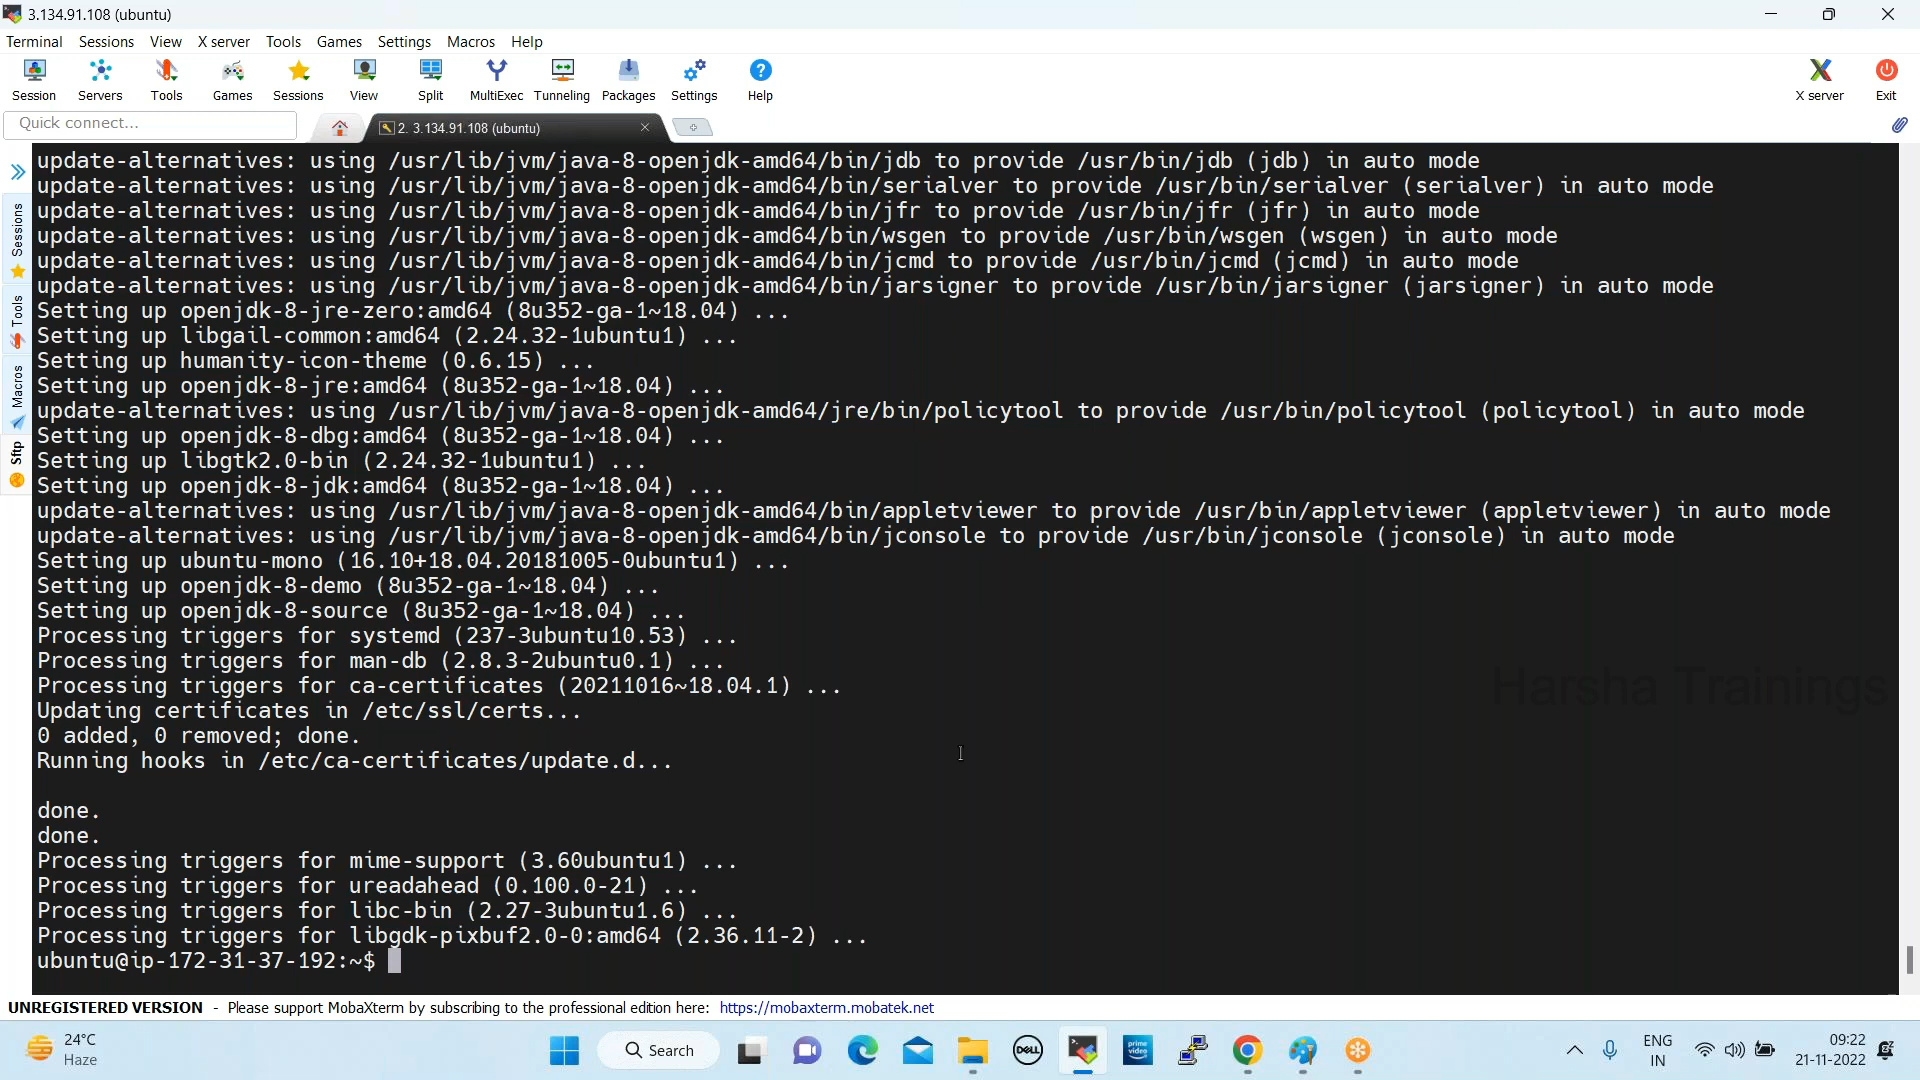 3.134.91.108 (ubuntu)
Terminal Sessions View X server Tools Games Settings Macros Help
Session Servers Tools Games Sessions View Split MultiExec Tunneling Packages Settings Help X server Exit
Quick connect...
2. 3.134.91.108 (ubuntu)
Sessions
Tools
Macros
Sftp
update-alternatives: using /usr/lib/jvm/java-8-openjdk-amd64/bin/jdb to provide /usr/bin/jdb (jdb) in auto mode
update-alternatives: using /usr/lib/jvm/java-8-openjdk-amd64/bin/serialver to provide /usr/bin/serialver (serialver) in auto mode
update-alternatives: using /usr/lib/jvm/java-8-openjdk-amd64/bin/jfr to provide /usr/bin/jfr (jfr) in auto mode
update-alternatives: using /usr/lib/jvm/java-8-openjdk-amd64/bin/wsgen to provide /usr/bin/wsgen (wsgen) in auto mode
update-alternatives: using /usr/lib/jvm/java-8-openjdk-amd64/bin/jcmd to provide /usr/bin/jcmd (jcmd) in auto mode
update-alternatives: using /usr/lib/jvm/java-8-openjdk-amd64/bin/jarsigner to provide /usr/bin/jarsigner (jarsigner) in auto mode
Setting up openjdk-8-jre-zero:amd64 (8u352-ga-1~18.04) ...
Setting up libgail-common:amd64 (2.24.32-1ubuntu1) ...
Setting up humanity-icon-theme (0.6.15) ...
Setting up openjdk-8-jre:amd64 (8u352-ga-1~18.04) ...
update-alternatives: using /usr/lib/jvm/java-8-openjdk-amd64/jre/bin/policytool to provide /usr/bin/policytool (policytool) in auto mode
Setting up openjdk-8-dbg:amd64 (8u352-ga-1~18.04) ...
Setting up libgtk2.0-bin (2.24.32-1ubuntu1) ...
Setting up openjdk-8-jdk:amd64 (8u352-ga-1~18.04) ...
update-alternatives: using /usr/lib/jvm/java-8-openjdk-amd64/bin/appletviewer to provide /usr/bin/appletviewer (appletviewer) in auto mode
update-alternatives: using /usr/lib/jvm/java-8-openjdk-amd64/bin/jconsole to provide /usr/bin/jconsole (jconsole) in auto mode
Setting up ubuntu-mono (16.10+18.04.20181005-0ubuntu1) ...
Setting up openjdk-8-demo (8u352-ga-1~18.04) ...
Setting up openjdk-8-source (8u352-ga-1~18.04) ...
Processing triggers for systemd (237-3ubuntu10.53) ...
Processing triggers for man-db (2.8.3-2ubuntu0.1) ...
Processing triggers for ca-certificates (20211016~18.04.1) ...
Updating certificates in /etc/ssl/certs...
0 added, 0 removed; done.
Running hooks in /etc/ca-certificates/update.d...
done.
done.
Processing triggers for mime-support (3.60ubuntu1) ...
Processing triggers for ureadahead (0.100.0-21) ...
Processing triggers for libc-bin (2.27-3ubuntu1.6) ...
Processing triggers for libgdk-pixbuf2.0-0:amd64 (2.36.11-2) ...
ubuntu@ip-172-31-37-192:~$
Harsha Trainings
UNREGISTERED VERSION - Please support MobaXterm by subscribing to the professional edition here: https://mobaxterm.mobatek.net
24°C
Haze
Search
DELL
prime video
ENG
IN
09:22
21-11-2022